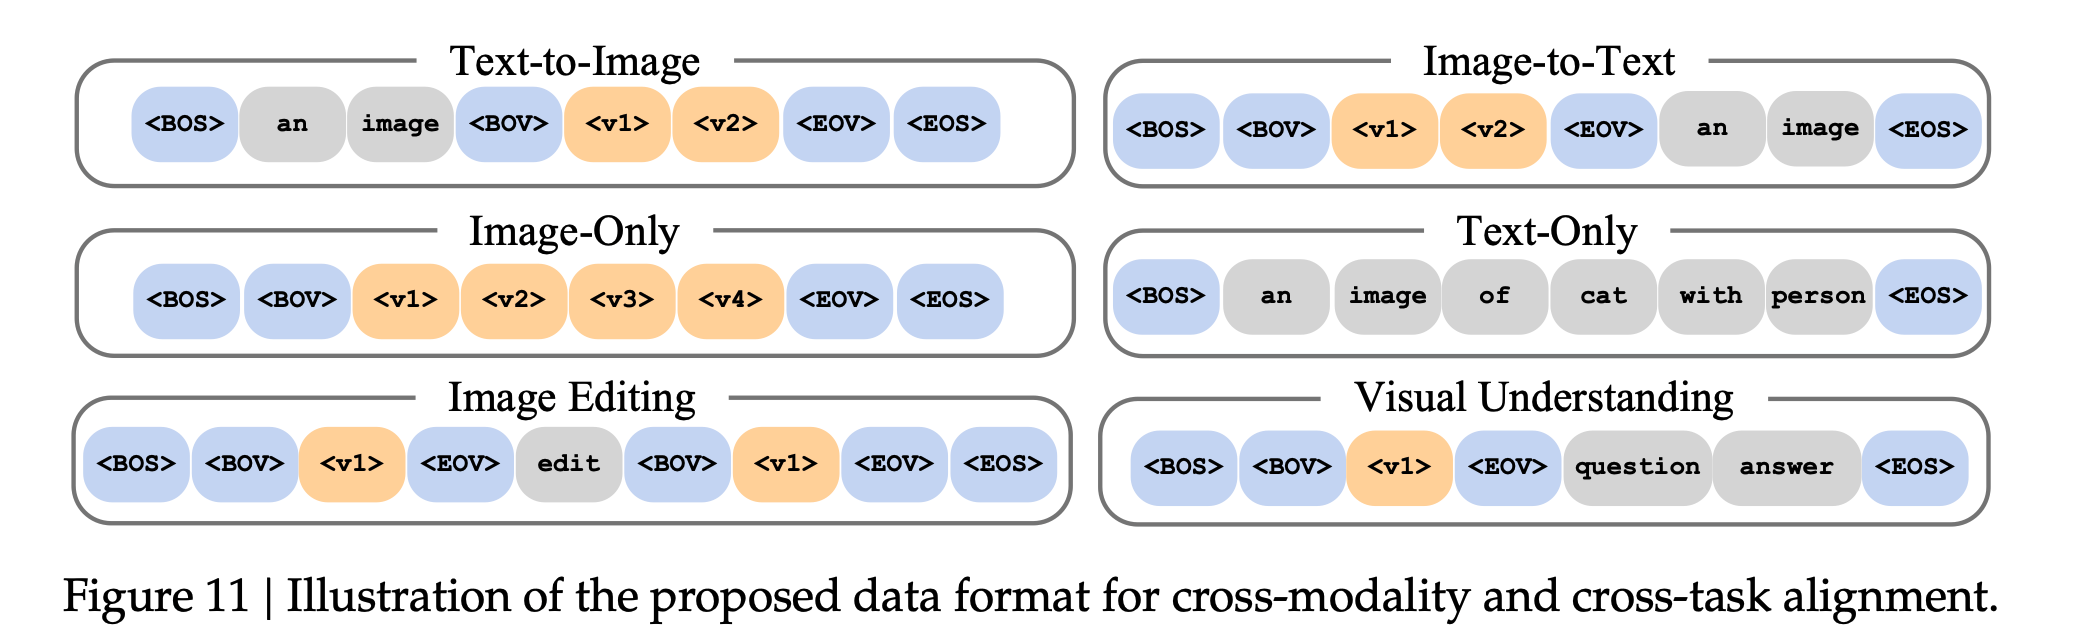 Text-to-Image
<BOS> an image <BOV> <v1> <v2> <EOV> <EOS>
Image-to-Text
<BOS> <BOV> <v1> <v2> <EOV> an image <EOS>
Image-Only
<BOS> <BOV> <v1> <v2> <v3> <v4> <EOV> <EOS>
Text-Only
<BOS> an image of cat with person <EOS>
Image Editing
<BOS> <BOV> <v1> <EOV> edit <BOV> <v1> <EOV> <EOS>
Visual Understanding
<BOS> <BOV> <v1> <EOV> question answer <EOS>
Figure 11 | Illustration of the proposed data format for cross-modality and cross-task alignment.